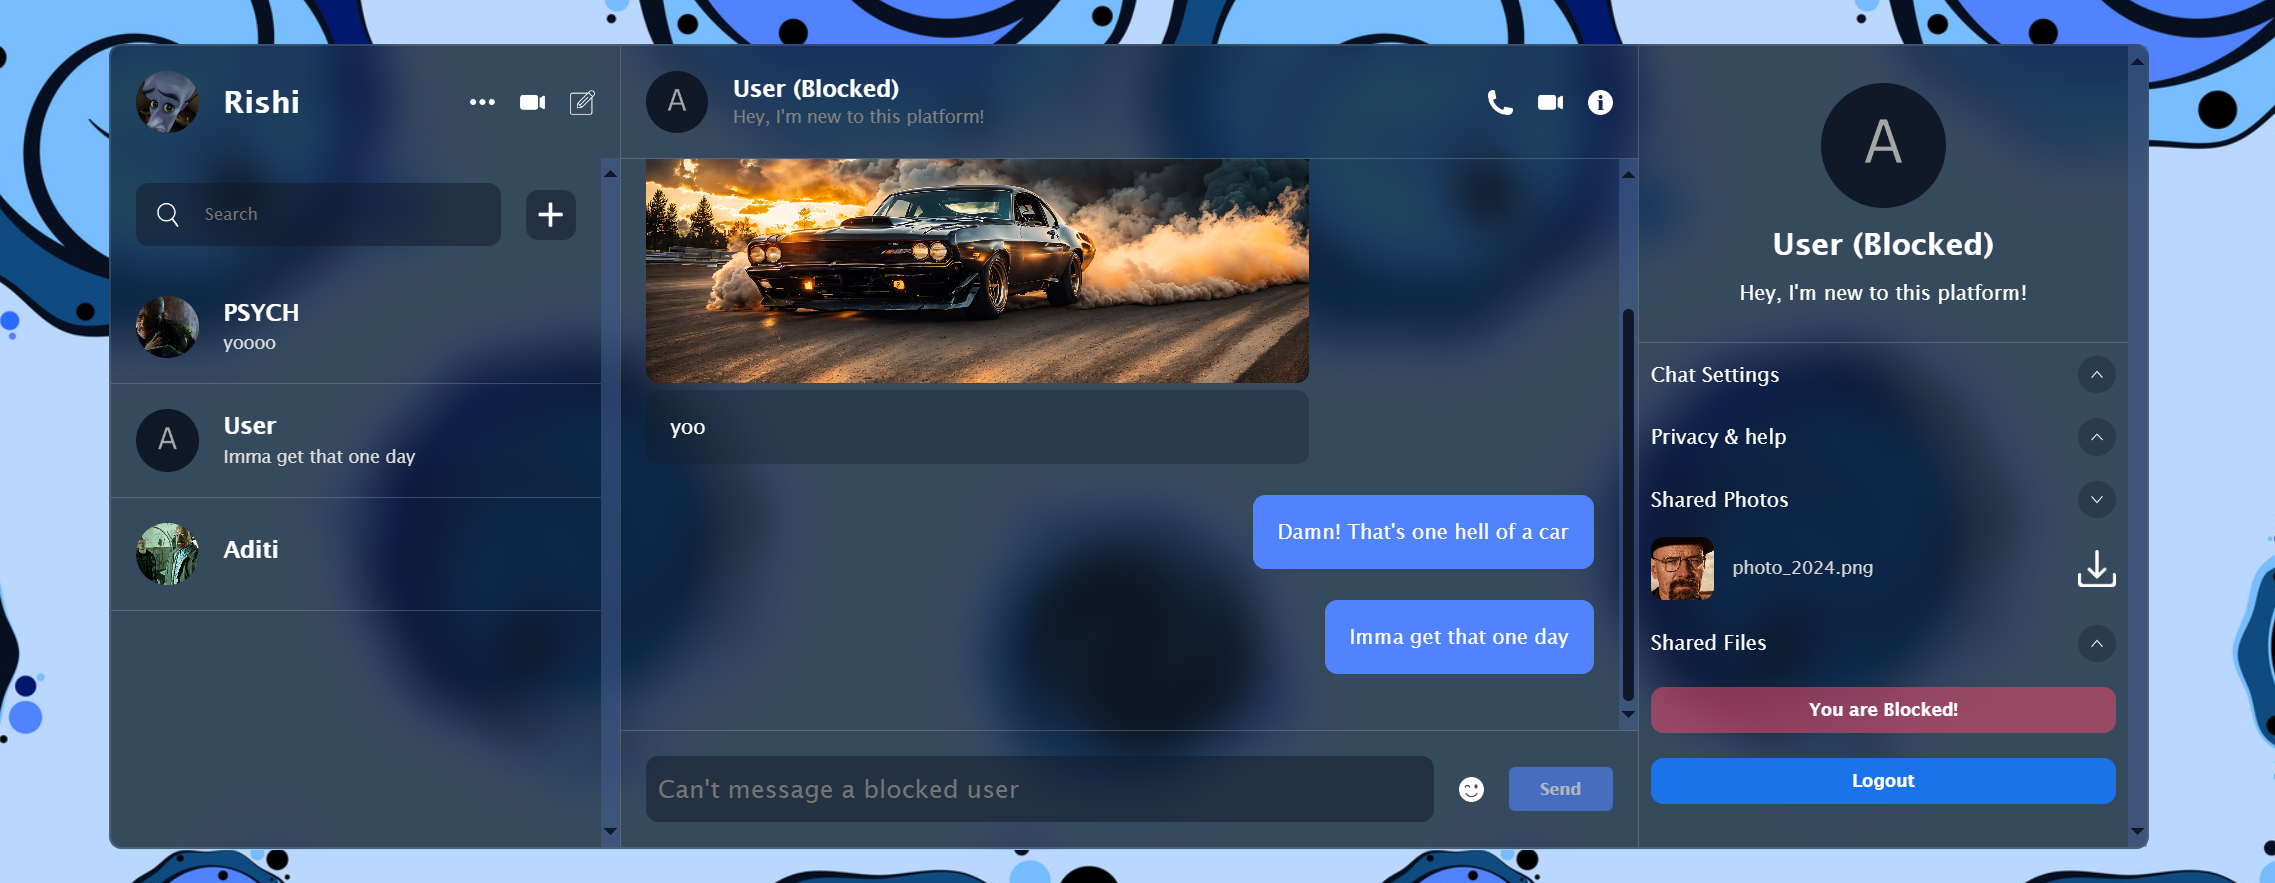 Rishi
Search
PSYCH
yoooo
A
User
Imma get that one day
Aditi
A
User (Blocked)
Hey, I'm new to this platform!
yoo
Damn! That's one hell of a car
Imma get that one day
Can't message a blocked user
Send
A
User (Blocked)
Hey, I'm new to this platform!
Chat Settings
Privacy & help
Shared Photos
photo_2024.png
Shared Files
You are Blocked!
Logout